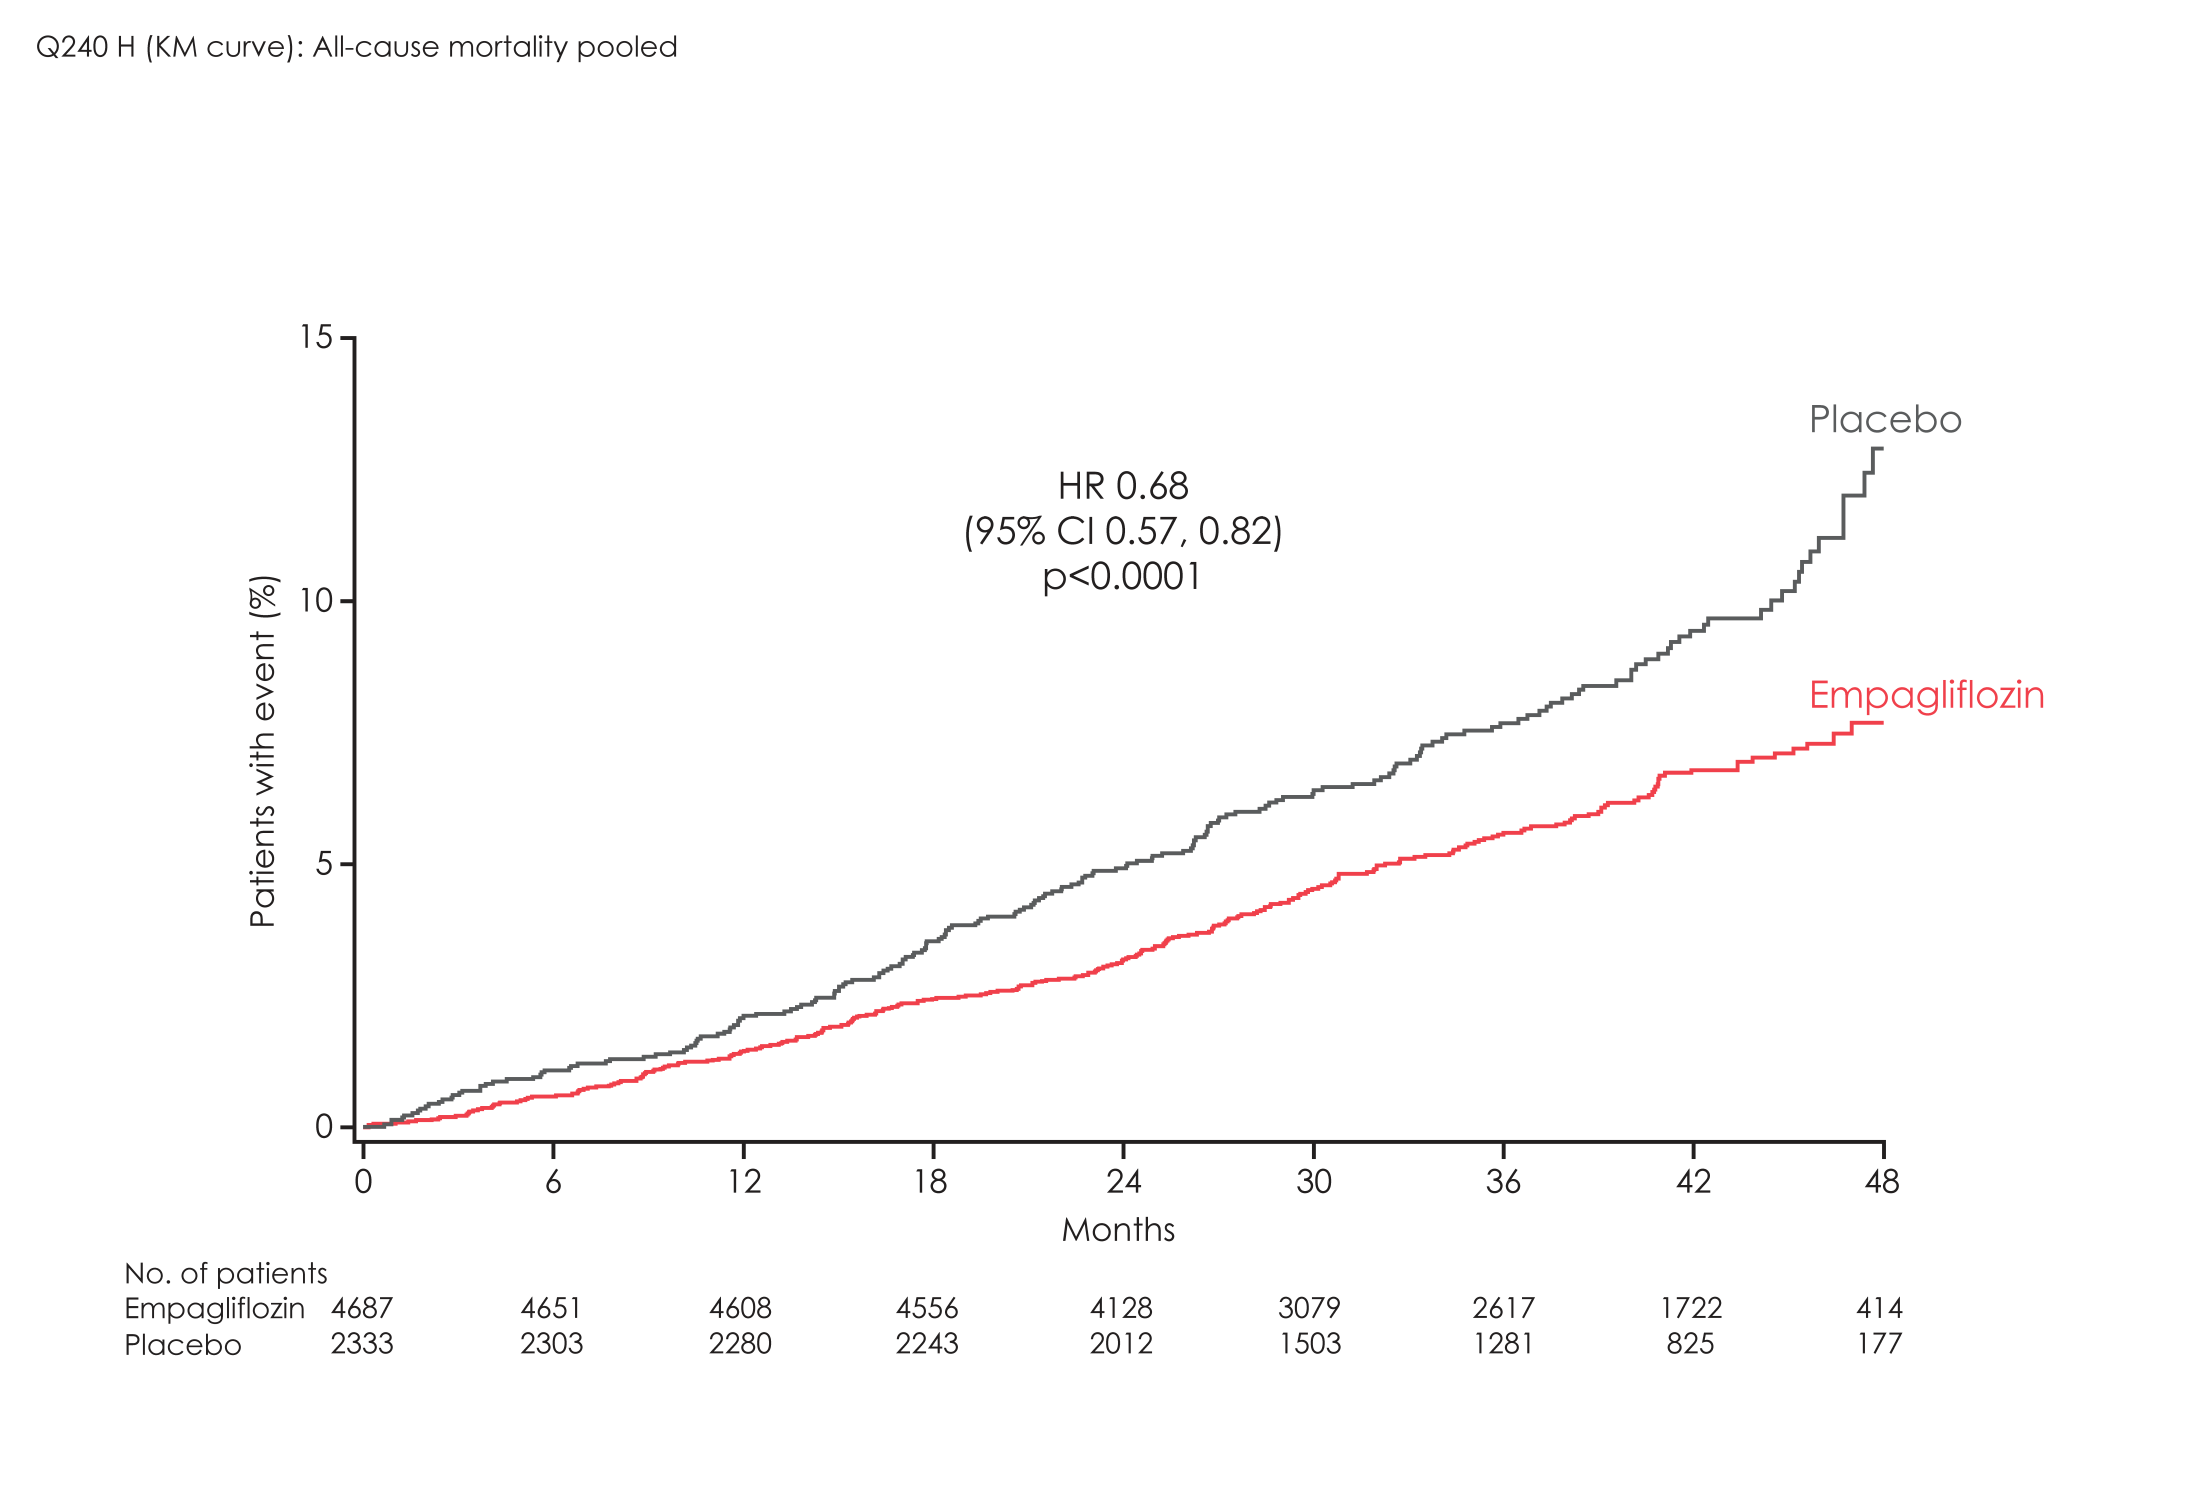 Q240 H (KM curve): All-cause mortality pooled
15
10
5
0
Patients with event (%)
HR 0.68
(95% CI 0.57, 0.82)
p<0.0001
Placebo
Empagliflozin
0 6 12 18 24 30 36 42 48
Months
No. of patients
Empagliflozin 4687 4651 4608 4556 4128 3079 2617 1722 414
Placebo 2333 2303 2280 2243 2012 1503 1281 825 177